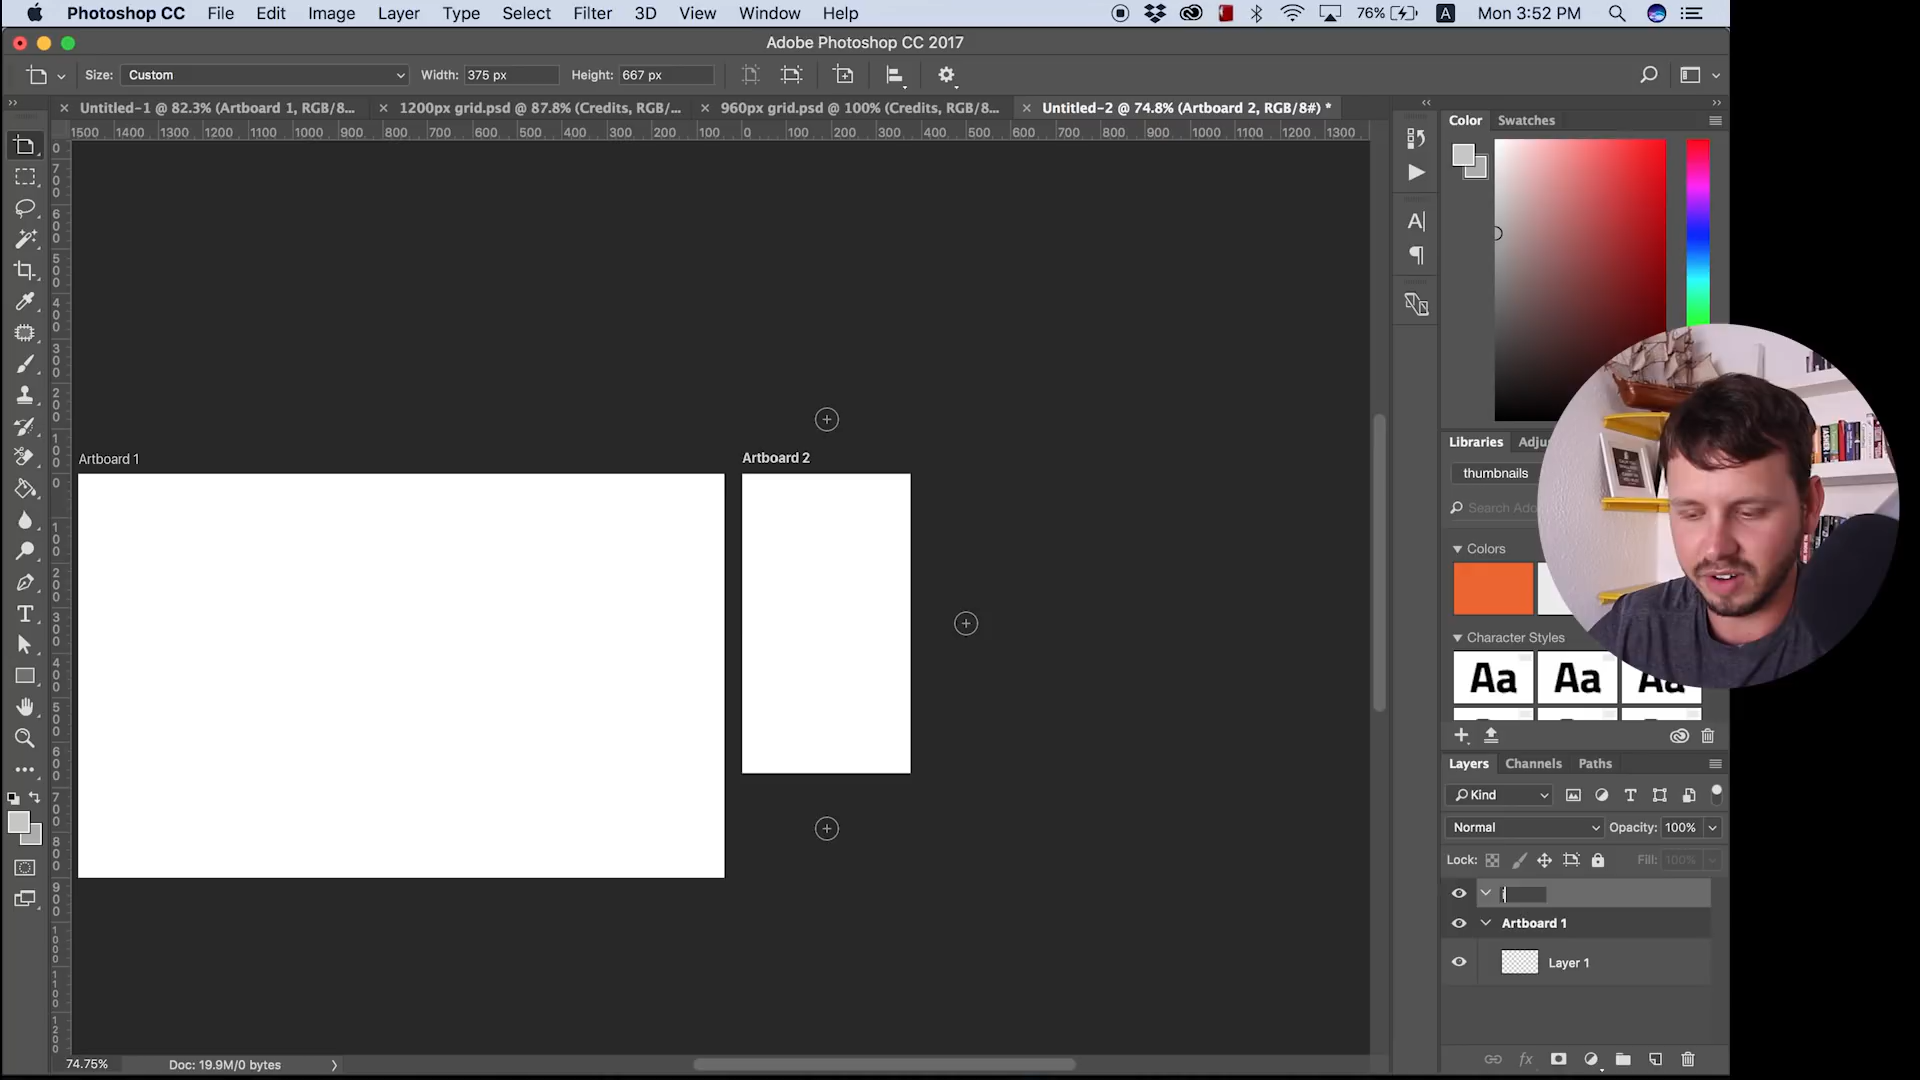 Photoshop CC File Edit Image Layer Type Select Filter 3D View Window Help 76% A Mon 3:52 PM
Adobe Photoshop CC 2017
Size: Custom Width: 375 px Height: 667 px
Untitled-1 @ 82.3% (Artboard 1, RGB/8... 1200px grid.psd @ 87.8% (Credits, RGB/... 960px grid.psd @ 100% (Credits, RGB/8... Untitled-2 @ 74.8% (Artboard 2, RGB/8#) *
1500 1400 1300 1200 1100 1000 900 800 700 600 500 400 300 200 100 0 100 200 300 400 500 600 700 800 900 1000 1100 1200 1300
Color Swatches
Artboard 1
Artboard 2
Libraries Adju
thumbnails
Search Ado
Colors
Character Styles
Aa Aa Aa
Layers Channels Paths
Kind
Normal Opacity: 100%
Lock: Fill: 100%
Artboard 1
Layer 1
74.75% Doc: 19.9M/0 bytes